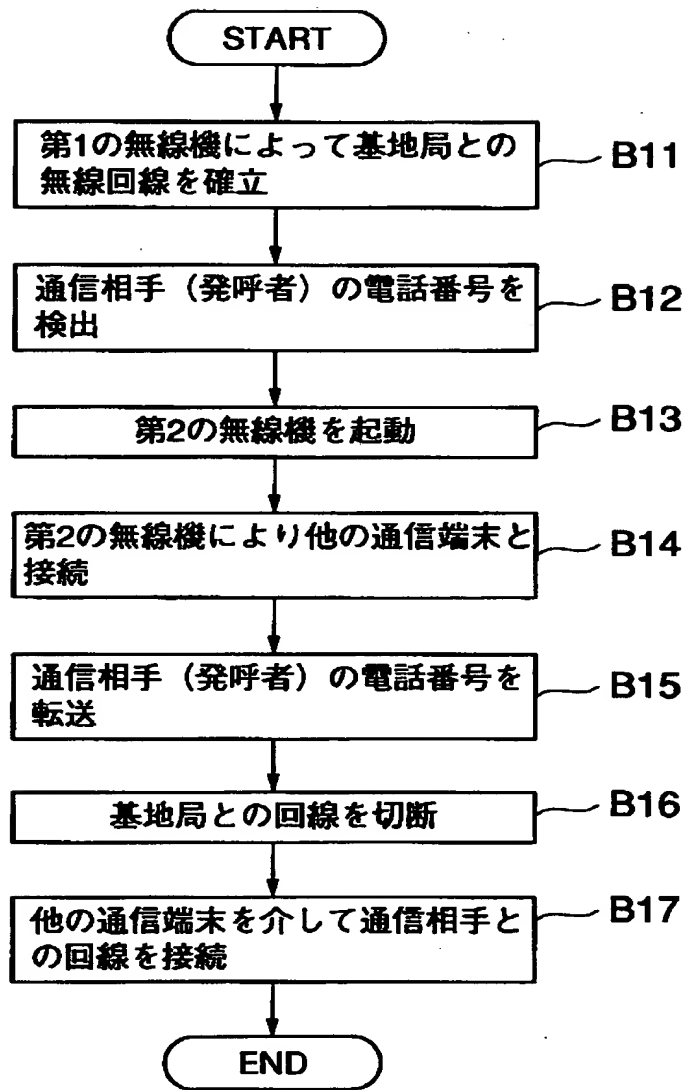 START
第1の無線機によって基地局との
無線回線を確立
B11
通信相手（発呼者）の電話番号を
検出
B12
第2の無線機を起動
B13
第2の無線機により他の通信端末と
接続
B14
通信相手（発呼者）の電話番号を
転送
B15
基地局との回線を切断
B16
他の通信端末を介して通信相手と
の回線を接続
B17
END